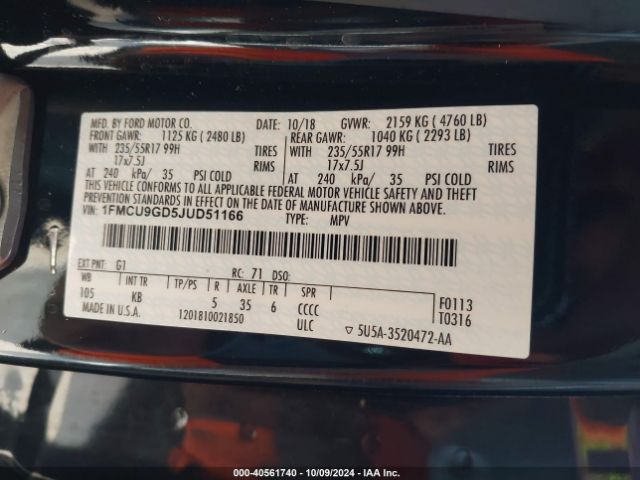 MFD. BY FORD MOTOR CO. DATE: 10/18 GVWR: 2159 KG ( 4760 LB)
FRONT GAWR: 1125 KG ( 2480 LB) REAR GAWR: 1040 KG ( 2293 LB)
WITH 235/55R17 99H TIRES WITH 235/55R17 99H TIRES
17x7.5J RIMS 17x7.5J RIMS
AT 240 kPa/ 35 PSI COLD AT 240 kPa/ 35 PSI COLD
THIS VEHICLE CONFORMS TO ALL APPLICABLE FEDERAL MOTOR VEHICLE SAFETY AND THEFT
PREVENTION STANDARDS IN EFFECT ON THE DATE OF MANUFACTURE SHOWN ABOVE.
VIN: 1FMCU9GD5JUD51166 TYPE: MPV
EXT PNT: G1 RC: 71 DSO:
WB INT TR TP/PS R AXLE TR SPR
105 KB 5 35 6 CCCC F0113
MADE IN U.S.A. 1201810021850 ULC T0316
▽ 5U5A-3520472-AA
000-40561740 - 10/09/2024 - IAA Inc.